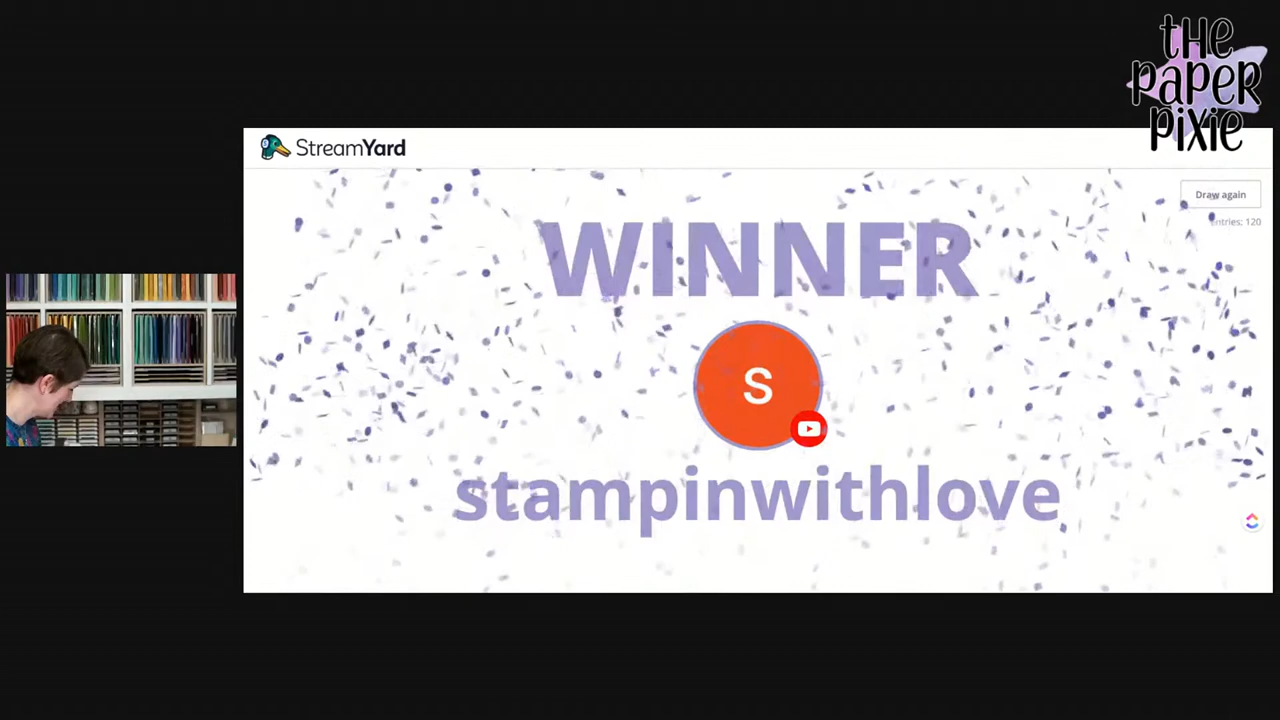 tHE
PAPER
PIXIE
StreamYard
Draw again
entries: 120
WINNER
S
stampinwithlove